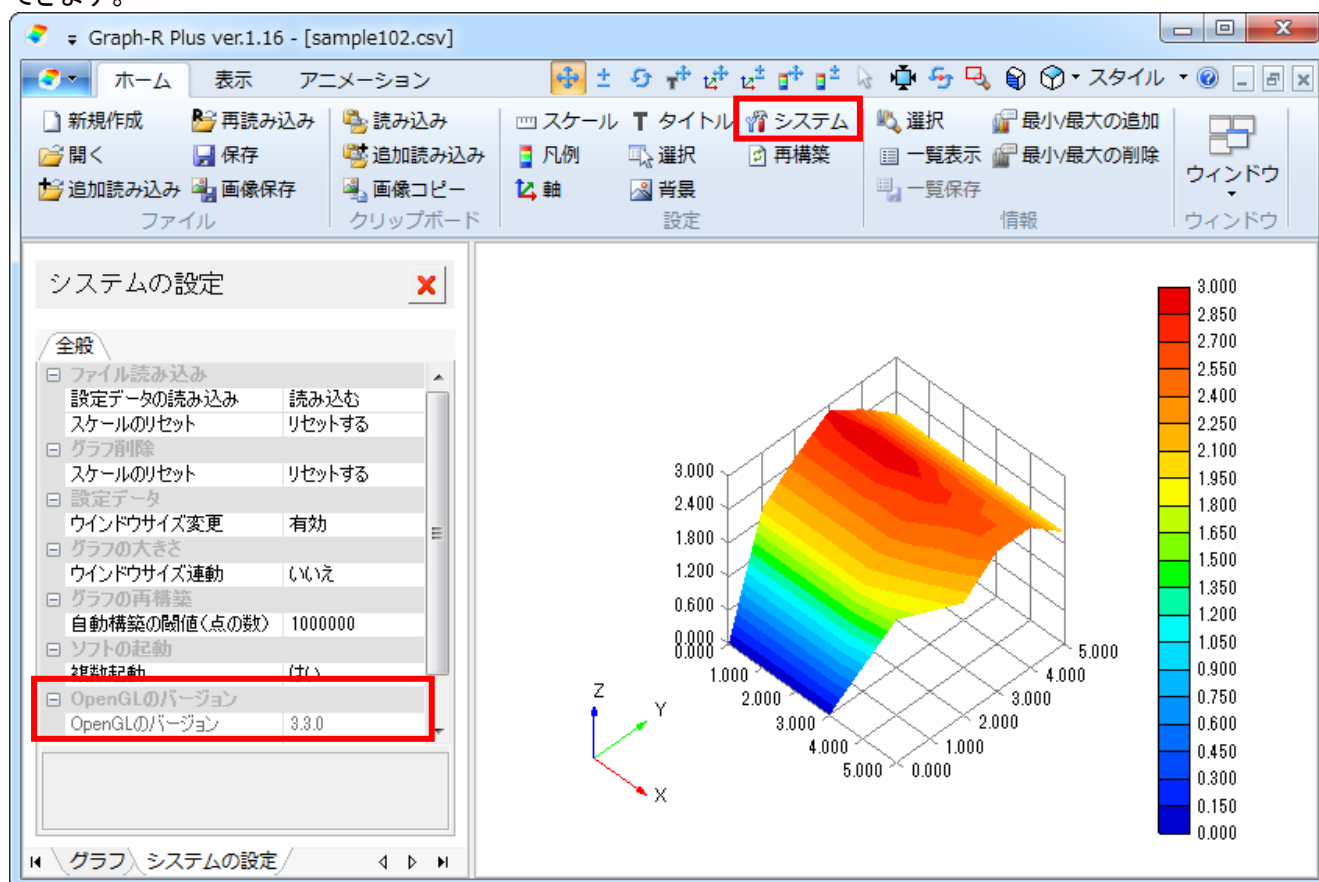 できます。
Graph-R Plus ver.1.16 - [sample102.csv]
ホーム 表示 アニメーション スタイル
新規作成 再読み込み 読み込み スケール T タイトル システム 選択 最小/最大の追加
開く 保存 追加読み込み 凡例 選択 再構築 一覧表示 最小/最大の削除 ウィンドウ
追加読み込み 画像保存 画像コピー 軸 背景 一覧保存
ファイル クリップボード 設定 情報 ウィンドウ
システムの設定
全般
ファイル読み込み
設定データの読み込み 読み込む
スケールのリセット リセットする
グラフ削除
スケールのリセット リセットする
設定データ
ウインドウサイズ変更 有効
グラフの大きさ
ウインドウサイズ連動 いいえ
グラフの再構築
自動構築の閾値(点の数) 1000000
ソフトの起動
複数起動 はい
OpenGLのバージョン
OpenGLのバージョン 3.3.0
グラフ システムの設定
3.000
2.400
1.800
1.200
0.600
0.000
0.000
1.000
2.000
3.000
4.000
5.000
0.000
1.000
2.000
3.000
4.000
5.000
Z
Y
X
3.000
2.850
2.700
2.550
2.400
2.250
2.100
1.950
1.800
1.650
1.500
1.350
1.200
1.050
0.900
0.750
0.600
0.450
0.300
0.150
0.000